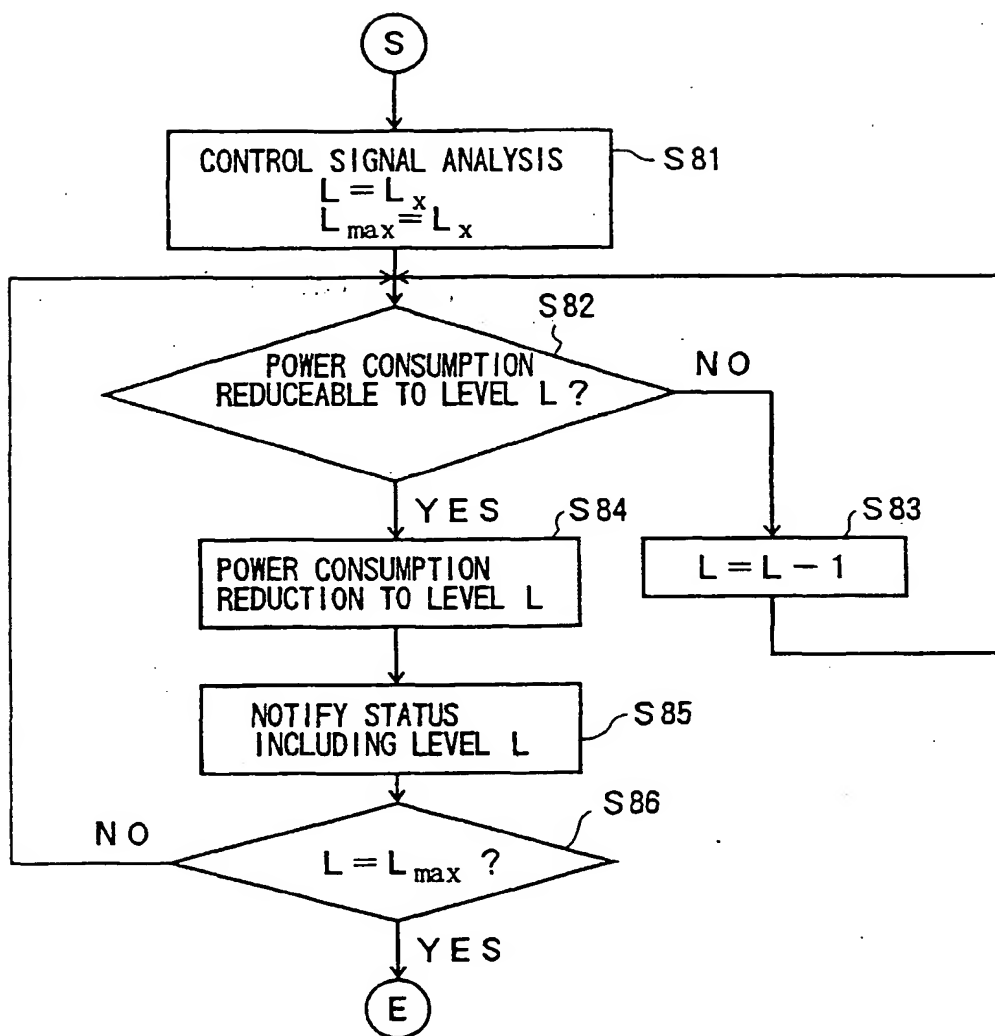 S
CONTROL SIGNAL ANALYSIS
L = Lx
Lmax = Lx
S81
S82
POWER CONSUMPTION
REDUCEABLE TO LEVEL L ?
NO
YES
S84
S83
POWER CONSUMPTION
REDUCTION TO LEVEL L
L = L - 1
NOTIFY STATUS
INCLUDING LEVEL L
S85
S86
NO
L = Lmax ?
YES
E